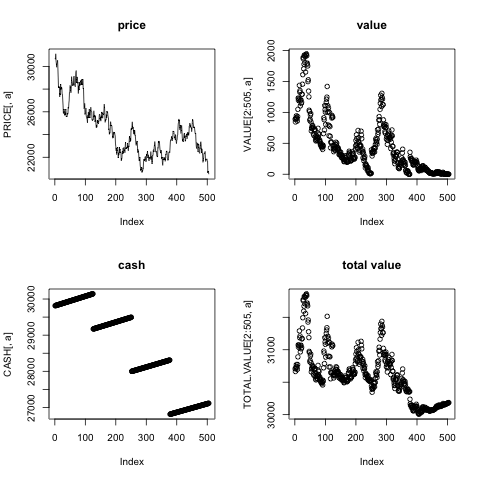 price
PRICE[, a]
22000 26000 30000
0 100 200 300 400 500
Index
value
VALUE[2:505, a]
0 500 1000 1500 2000
0 100 200 300 400 500
Index
cash
CASH[, a]
27000 28000 29000 30000
0 100 200 300 400 500
Index
total value
TOTAL.VALUE[2:505, a]
30000 31000
0 100 200 300 400 500
Index